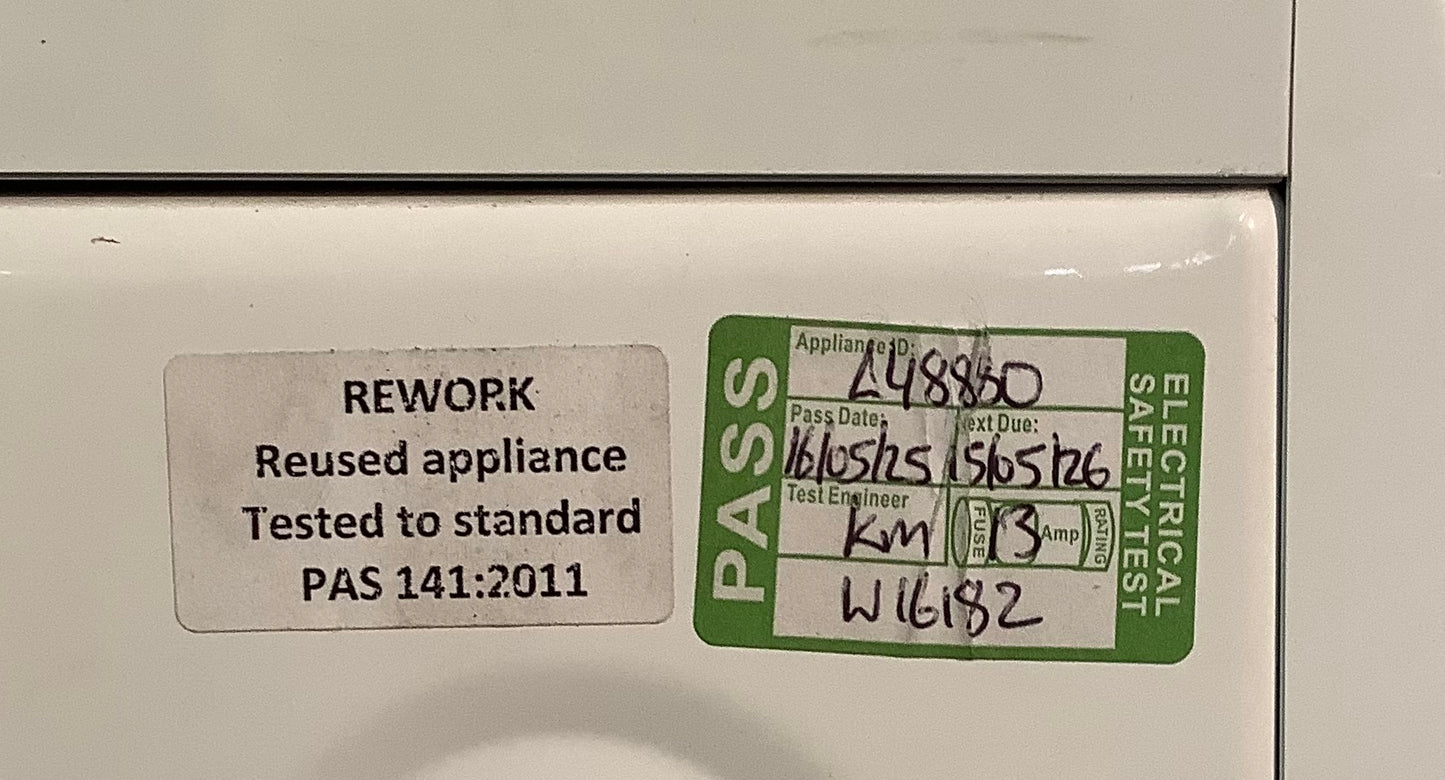 REWORK
Reused appliance
Tested to standard
PAS 141:2011
PASS
Appliance ID:
Pass Date: Next Due:
16/05/25 15/05/26
Test Engineer
KM FUSE 13 Amp RATING
W16182
ELECTRICAL
SAFETY TEST